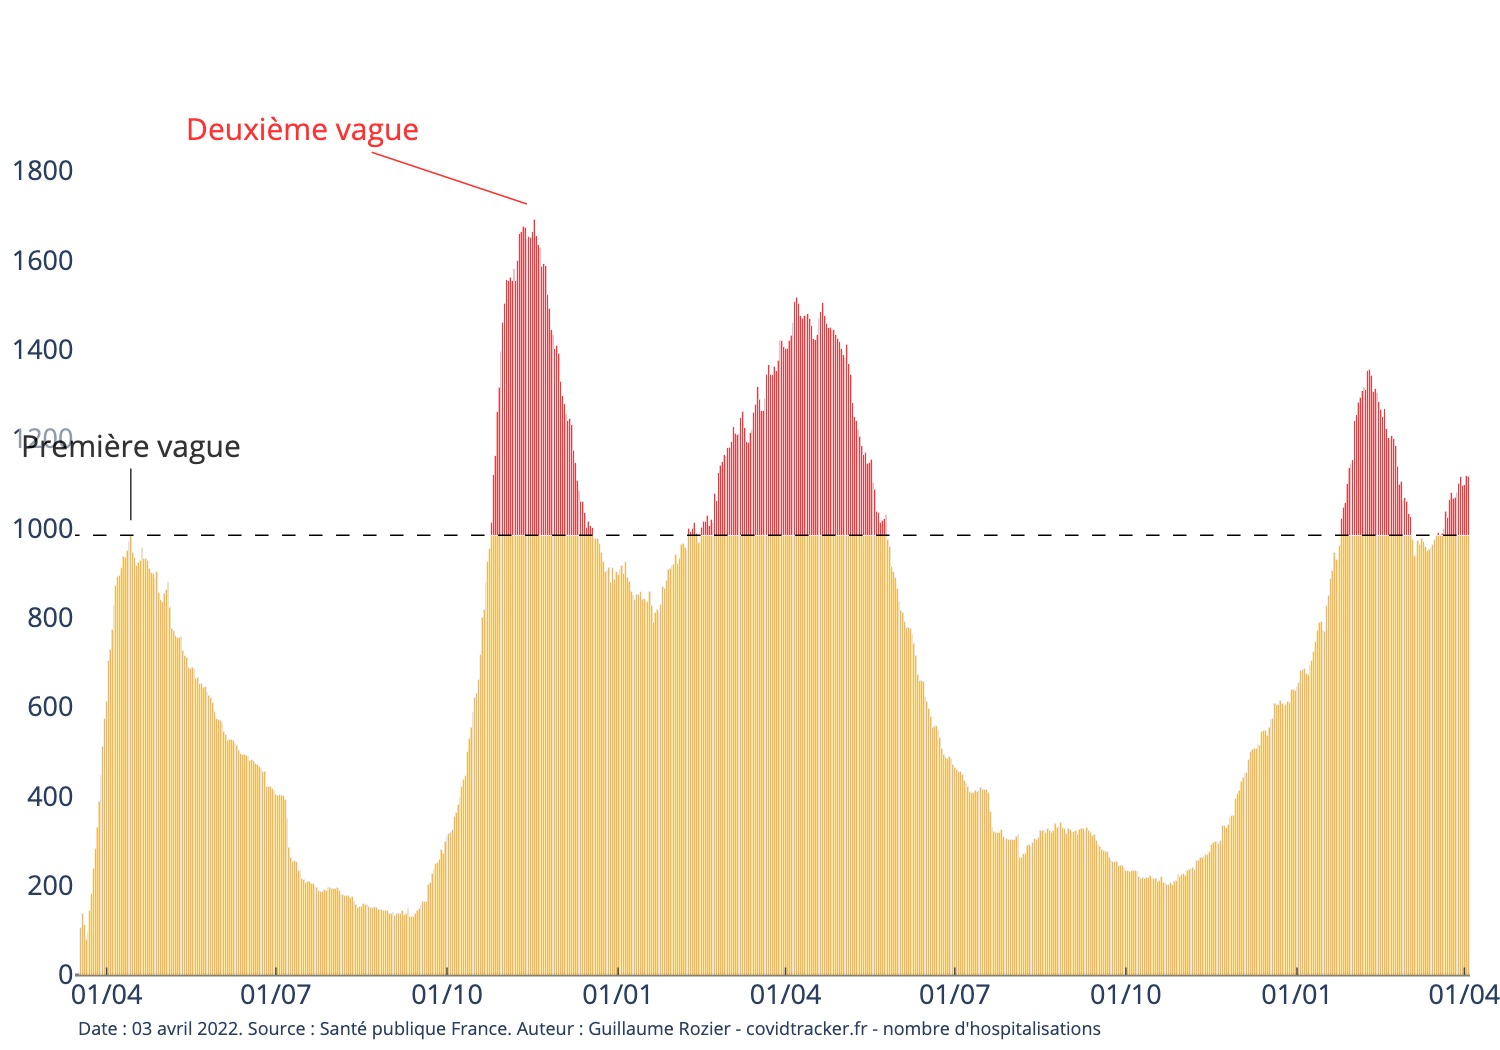 Deuxième vague
1800
1600
1400
1200
Première vague
1000
800
600
400
200
0
01/04 01/07 01/10 01/01 01/04 01/07 01/10 01/01 01/04
Date : 03 avril 2022. Source : Santé publique France. Auteur : Guillaume Rozier - covidtracker.fr - nombre d'hospitalisations